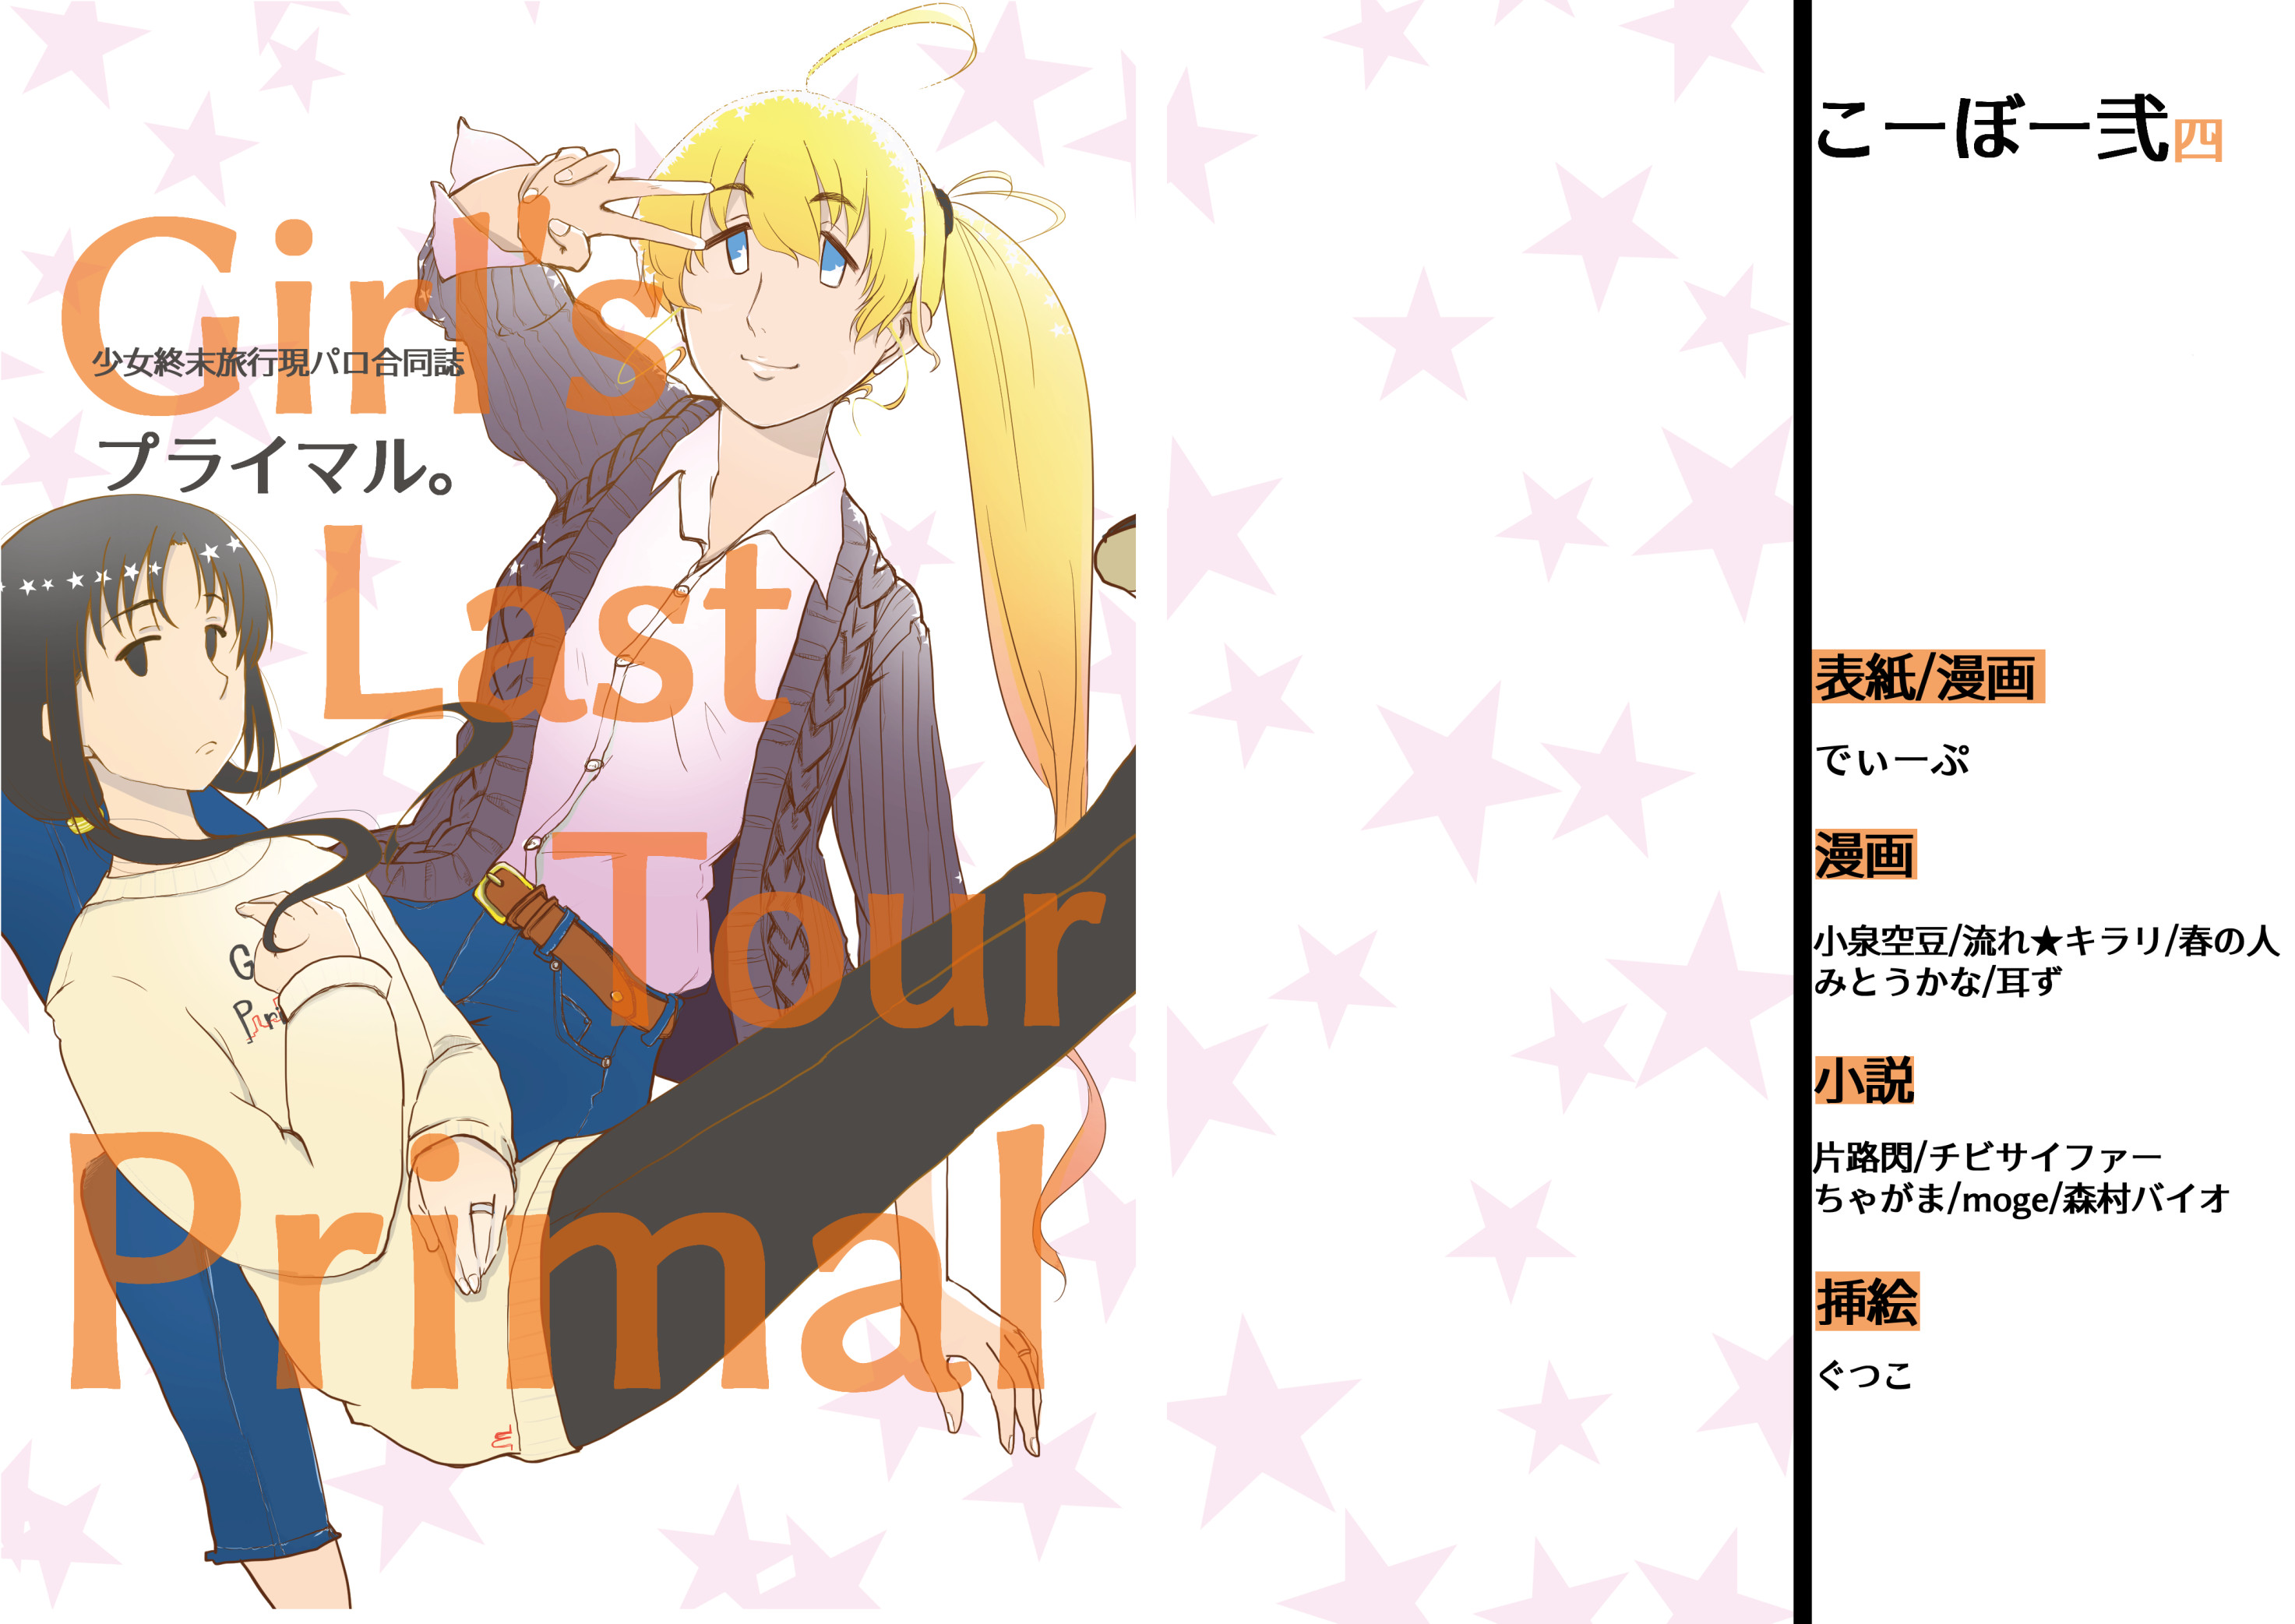 Girl's
少女終末旅行現パロ合同誌
プライマル。
Last
Tour
Primal
G
Pri
こーぼー弐四
表紙/漫画
でぃーぷ
漫画
小泉空豆/流れ★キラリ/春の人
みとうかな/耳ず
小説
片路閃/チビサイファー
ちゃがま/moge/森村バイオ
挿絵
ぐつこ